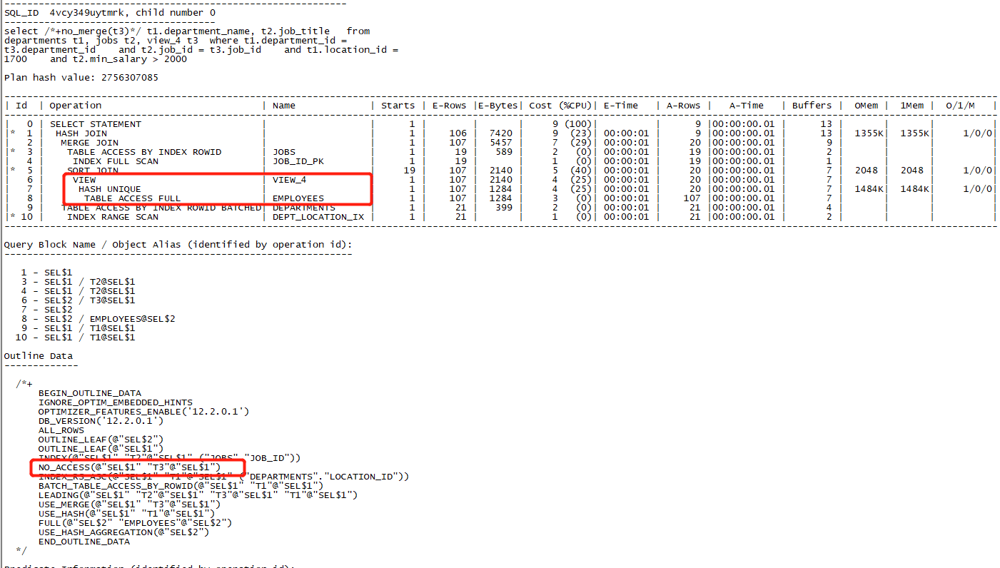 --------------------------------------------------------------
SQL_ID  4vcy349uytmrk, child number 0
-------------------------------------
select /*+no_merge(t3)*/ t1.department_name, t2.job_title   from
departments t1, jobs t2, view_4 t3  where t1.department_id =
t3.department_id    and t2.job_id = t3.job_id    and t1.location_id =
1700    and t2.min_salary > 2000
Plan hash value: 2756307085
| Id  | Operation                             | Name             | Starts | E-Rows |E-Bytes| Cost (%CPU)| E-Time   | A-Rows |   A-Time   | Buffers |  OMem |  1Mem |  O/1/M   |
|   0 | SELECT STATEMENT                      |                  |      1 |        |       |     9 (100)|          |      9 |00:00:00.01 |      13 |       |       |          |
|*  1 |  HASH JOIN                            |                  |      1 |    106 |  7420 |     9  (23)| 00:00:01 |      9 |00:00:00.01 |      13 |  1355K|  1355K|     1/0/0|
|   2 |   MERGE JOIN                          |                  |      1 |    107 |  5457 |     7  (29)| 00:00:01 |     20 |00:00:00.01 |       9 |       |       |          |
|*  3 |    TABLE ACCESS BY INDEX ROWID        | JOBS             |      1 |     19 |   589 |     2   (0)| 00:00:01 |     19 |00:00:00.01 |       2 |       |       |          |
|   4 |     INDEX FULL SCAN                   | JOB_ID_PK        |      1 |     19 |       |     1   (0)| 00:00:01 |     19 |00:00:00.01 |       1 |       |       |          |
|*  5 |    SORT JOIN                          |                  |     19 |    107 |  2140 |     5  (40)| 00:00:01 |     20 |00:00:00.01 |       7 |  2048 |  2048 |     1/0/0|
|   6 |     VIEW                              | VIEW_4           |      1 |    107 |  2140 |     4  (25)| 00:00:01 |     20 |00:00:00.01 |       7 |       |       |          |
|   7 |      HASH UNIQUE                      |                  |      1 |    107 |  1284 |     4  (25)| 00:00:01 |     20 |00:00:00.01 |       7 |  1484K|  1484K|     1/0/0|
|   8 |       TABLE ACCESS FULL               | EMPLOYEES        |      1 |    107 |  1284 |     3   (0)| 00:00:01 |    107 |00:00:00.01 |       7 |       |       |          |
|   9 |   TABLE ACCESS BY INDEX ROWID BATCHED| DEPARTMENTS      |      1 |     21 |   399 |     2   (0)| 00:00:01 |     21 |00:00:00.01 |       4 |       |       |          |
|* 10 |    INDEX RANGE SCAN                   | DEPT_LOCATION_IX |      1 |     21 |       |     1   (0)| 00:00:01 |     21 |00:00:00.01 |       2 |       |       |          |
Query Block Name / Object Alias (identified by operation id):
-------------------------------------------------------------
   1 - SEL$1
   3 - SEL$1 / T2@SEL$1
   4 - SEL$1 / T2@SEL$1
   6 - SEL$2 / T3@SEL$1
   7 - SEL$2
   8 - SEL$2 / EMPLOYEES@SEL$2
   9 - SEL$1 / T1@SEL$1
  10 - SEL$1 / T1@SEL$1
Outline Data
-------------
  /*+
      BEGIN_OUTLINE_DATA
      IGNORE_OPTIM_EMBEDDED_HINTS
      OPTIMIZER_FEATURES_ENABLE('12.2.0.1')
      DB_VERSION('12.2.0.1')
      ALL_ROWS
      OUTLINE_LEAF(@"SEL$2")
      OUTLINE_LEAF(@"SEL$1")
      INDEX(@"SEL$1" "T2"@"SEL$1" ("JOBS"."JOB_ID"))
      NO_ACCESS(@"SEL$1" "T3"@"SEL$1")
      INDEX_RS_ASC(@"SEL$1" "T1"@"SEL$1" ("DEPARTMENTS"."LOCATION_ID"))
      BATCH_TABLE_ACCESS_BY_ROWID(@"SEL$1" "T1"@"SEL$1")
      LEADING(@"SEL$1" "T2"@"SEL$1" "T3"@"SEL$1" "T1"@"SEL$1")
      USE_MERGE(@"SEL$1" "T3"@"SEL$1")
      USE_HASH(@"SEL$1" "T1"@"SEL$1")
      FULL(@"SEL$2" "EMPLOYEES"@"SEL$2")
      USE_HASH_AGGREGATION(@"SEL$2")
      END_OUTLINE_DATA
  */
Predicate Information (identified by operation id):